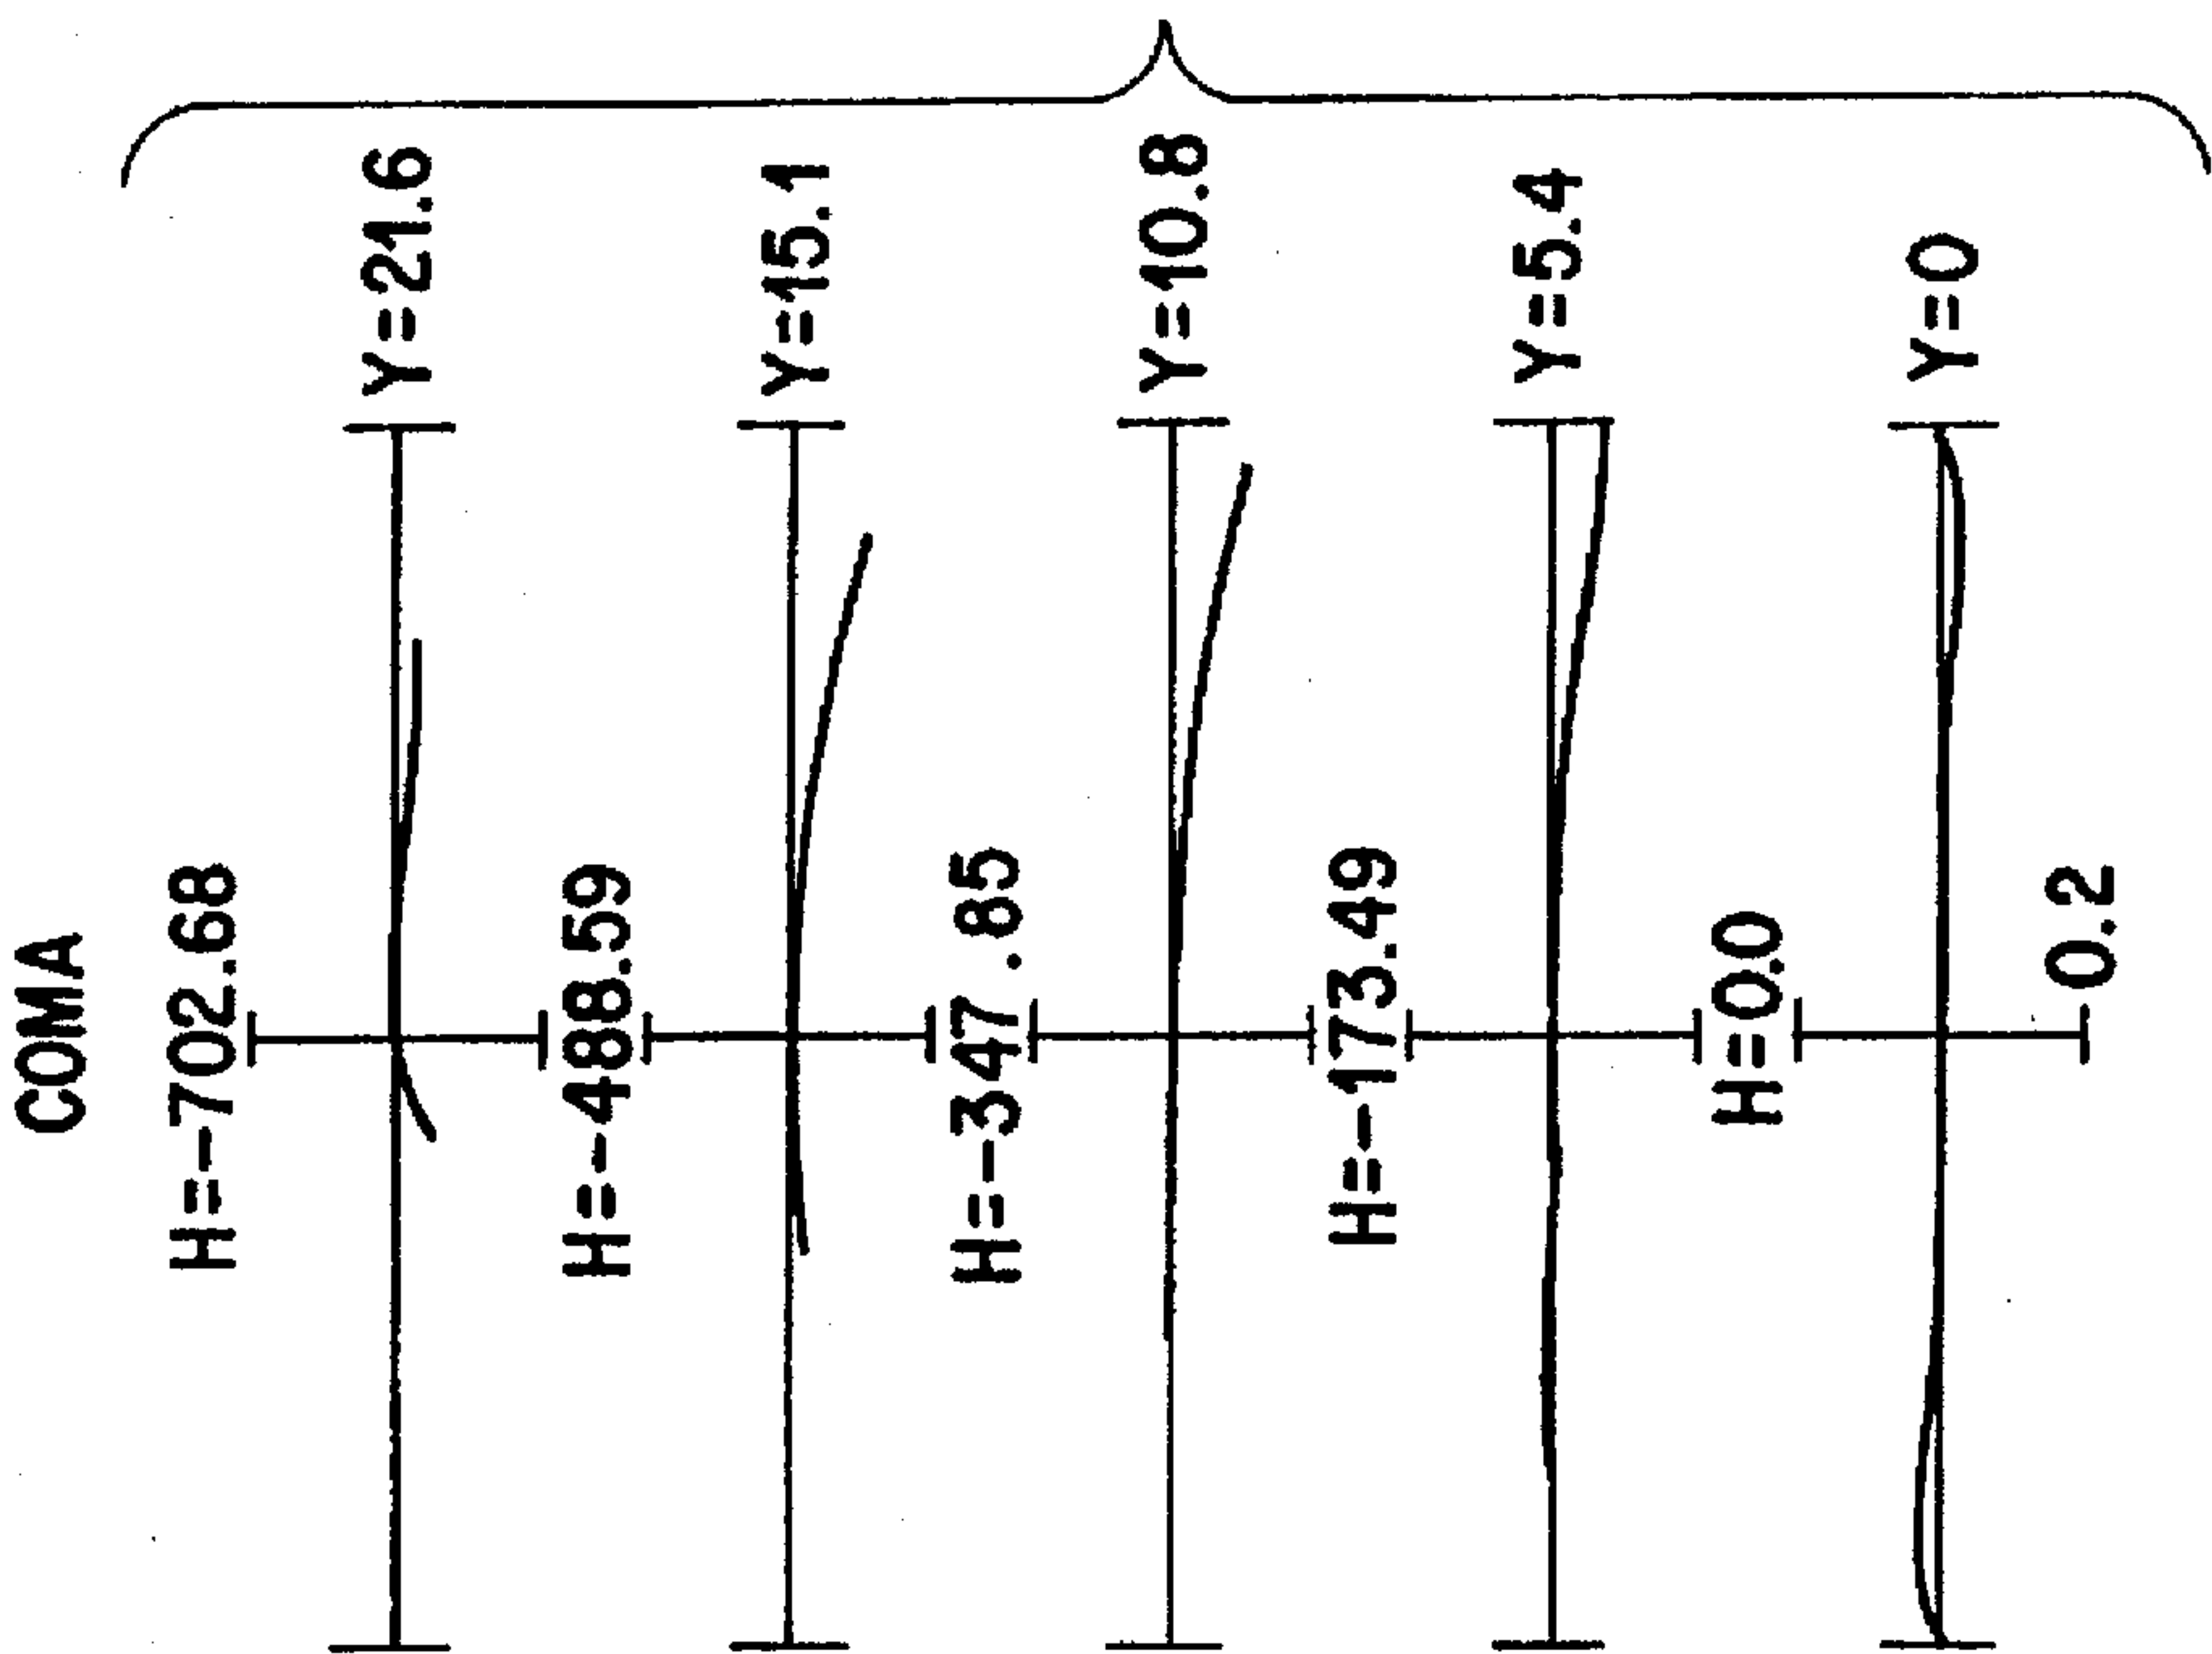 COMA
H=-702.68
Y=21.6
H=-488.59
Y=15.1
H=-347.85
Y=10.8
H=-173.49
Y=5.4
H=0.0
Y=0
0.2